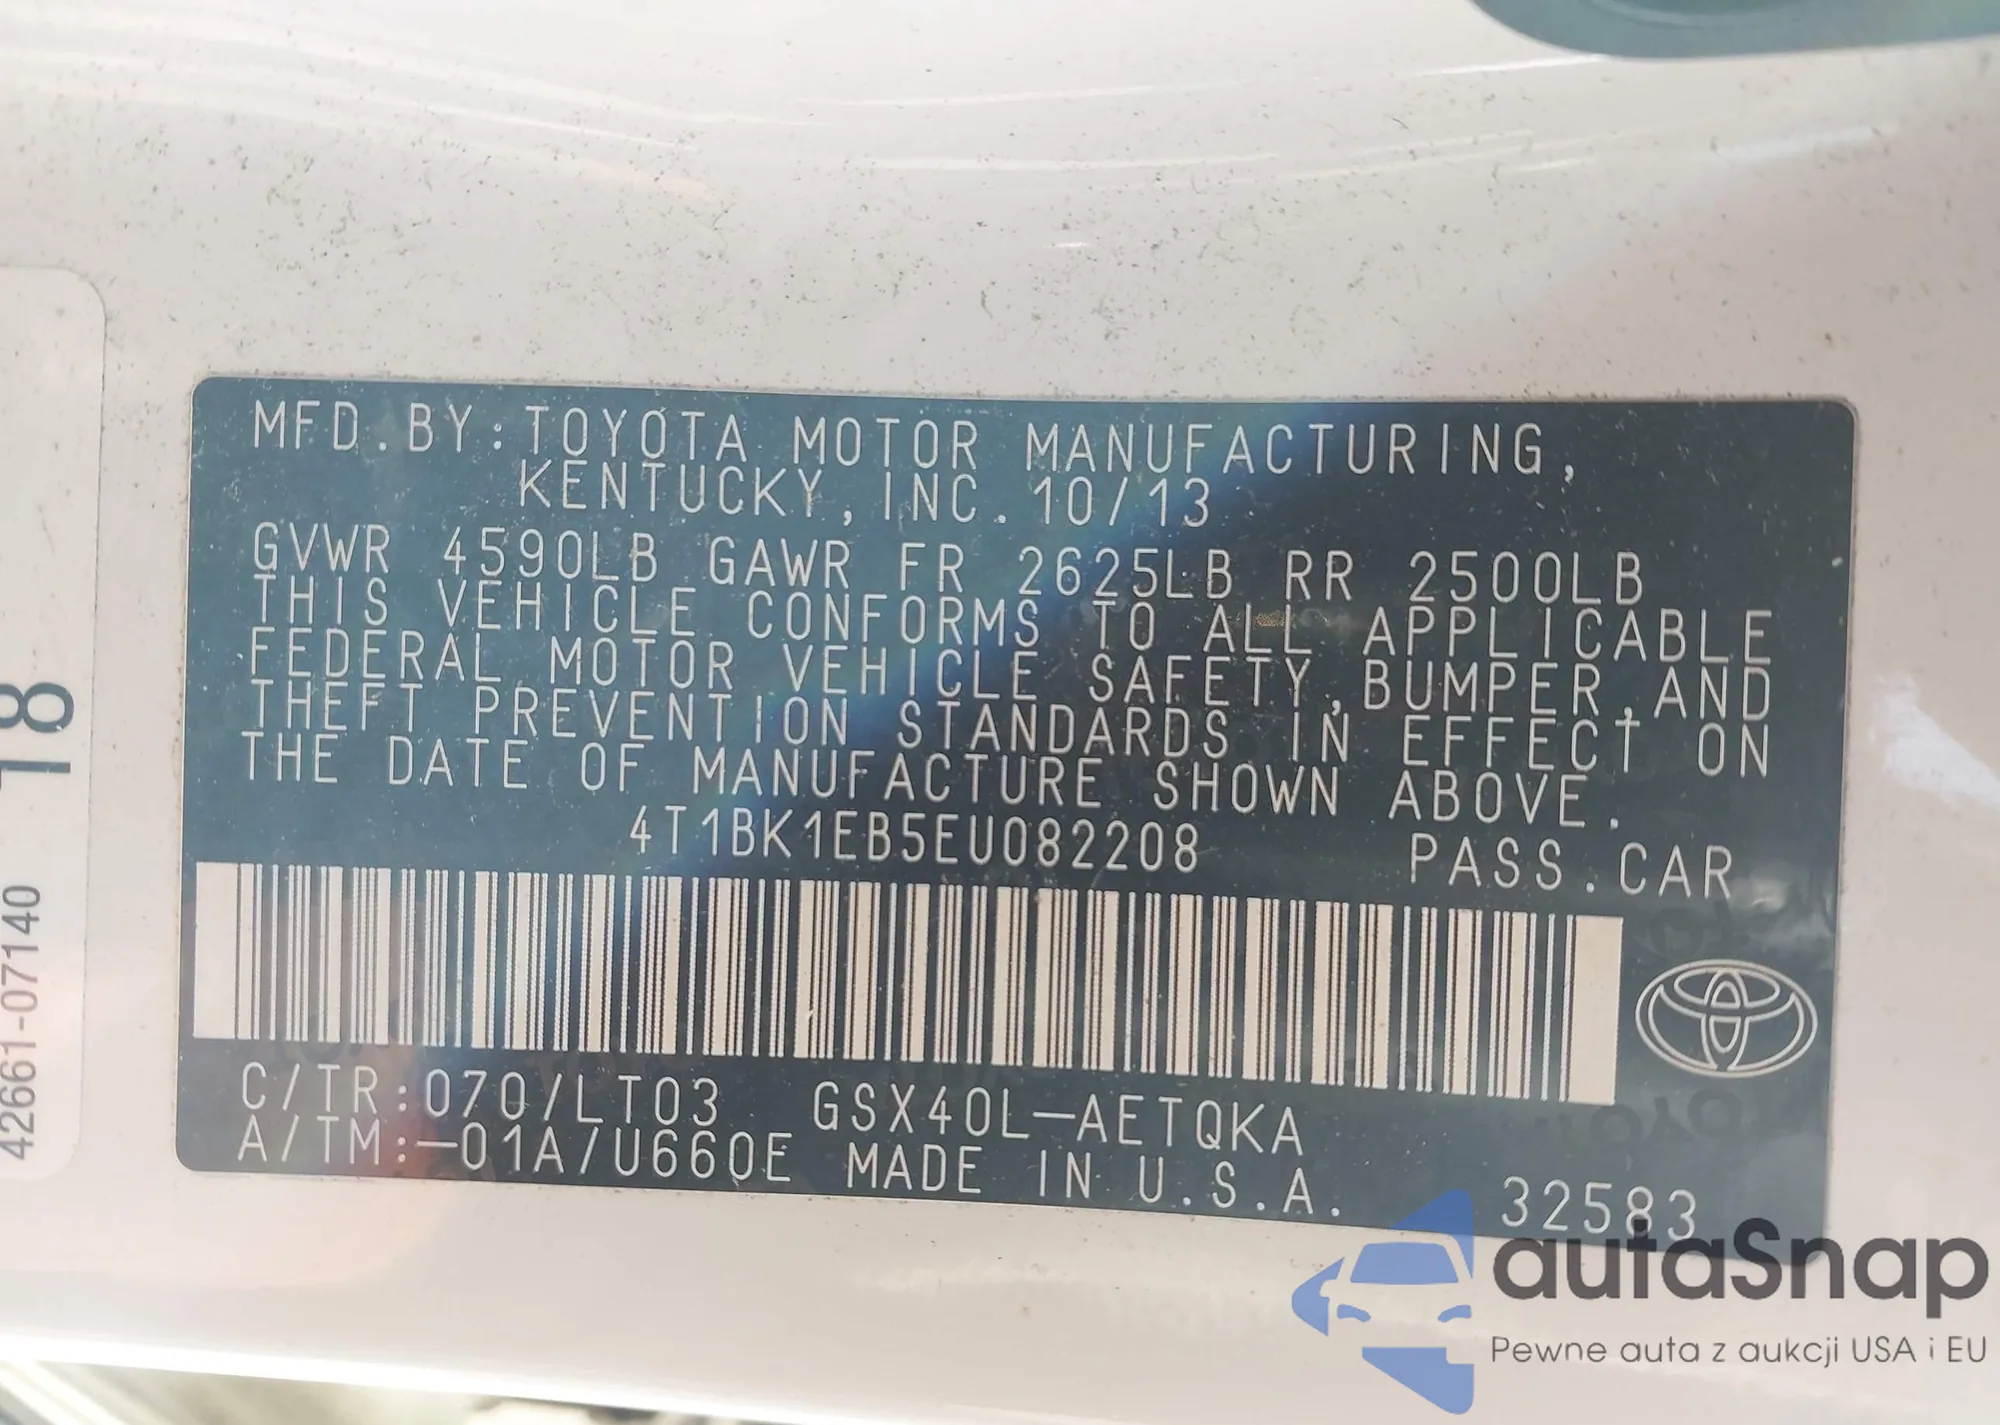 MFD.BY:TOYOTA MOTOR MANUFACTURING,
KENTUCKY, INC. 10/13
GVWR 4590LB GAWR FR 2625LB RR 2500LB
THIS VEHICLE CONFORMS TO ALL APPLICABLE
FEDERAL MOTOR VEHICLE SAFETY,BUMPER,AND
THEFT PREVENTION STANDARDS IN EFFECT ON
THE DATE OF MANUFACTURE SHOWN ABOVE.
4T1BK1EB5EU082208 PASS.CAR
C/TR:070/LT03 GSX40L-AETQKA
A/TM:-01A/U660E MADE IN U.S.A.
32583
18
42661-07140
autaSnap
Pewne auta z aukcji USA i EU